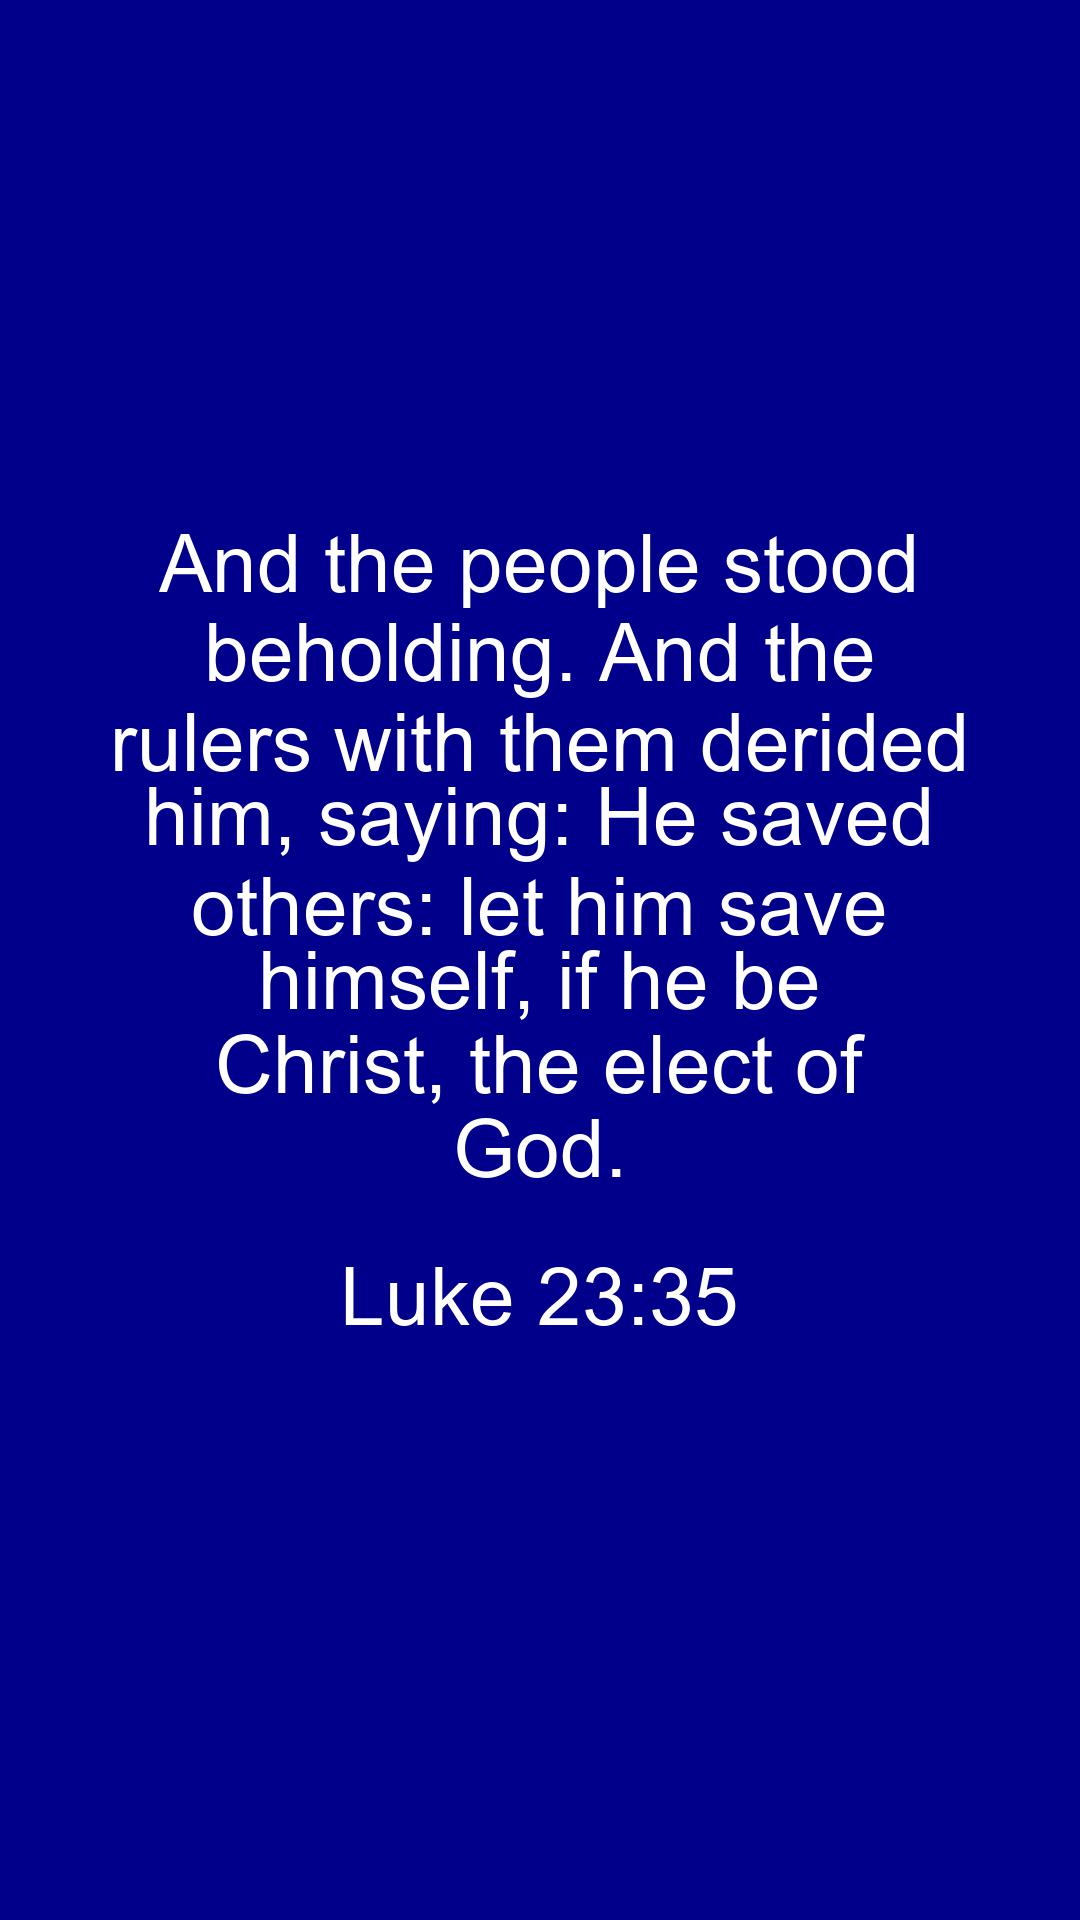 And the people stood
beholding. And the
rulers with them derided
him, saying: He saved
others: let him save
himself, if he be
Christ, the elect of
God.
Luke 23:35